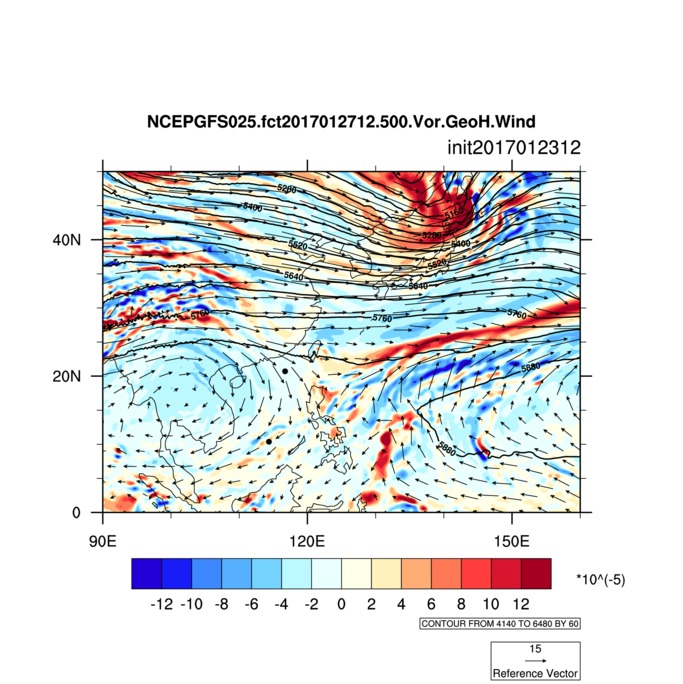 NCEPGFS025.fct2017012712.500.Vor.GeoH.Wind
init2017012312
5280
5400
5160
5280
5400
5520
5520
5640
5640
5760
5760
5760
5880
5880
40N
20N
0
90E 120E 150E
-12 -10 -8 -6 -4 -2 0 2 4 6 8 10 12
*10^(-5)
CONTOUR FROM 4140 TO 6480 BY 60
15
Reference Vector